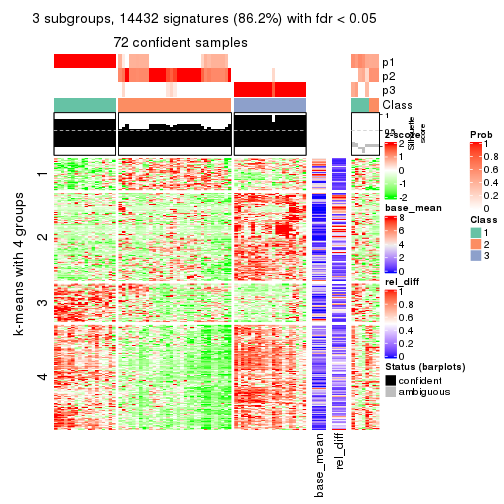 3 subgroups, 14432 signatures (86.2%) with fdr < 0.05
72 confident samples
p1
p2
p3
Class
1
0.5
Silhouette
score
k-means with 4 groups
1
2
3
4
base_mean
rel_diff
z-score
2
1
0
-1
-2
base_mean
8
6
4
2
0
rel_diff
1
0.8
0.6
0.4
0.2
0
Status (barplots)
confident
ambiguous
Prob
1
0.8
0.6
0.4
0.2
0
Class
1
2
3